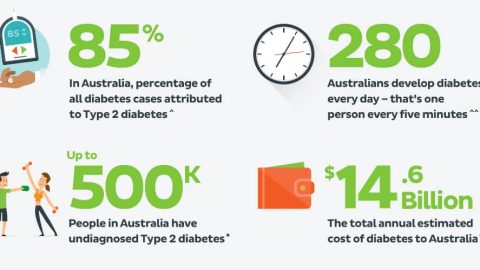 85
85%
In Australia, percentage of
all diabetes cases attributed
to Type 2 diabetes^
280
Australians develop diabetes
every day – that's one
person every five minutes^^
Up to
500K
People in Australia have
undiagnosed Type 2 diabetes*
$14.6
Billion
The total annual estimated
cost of diabetes to Australia